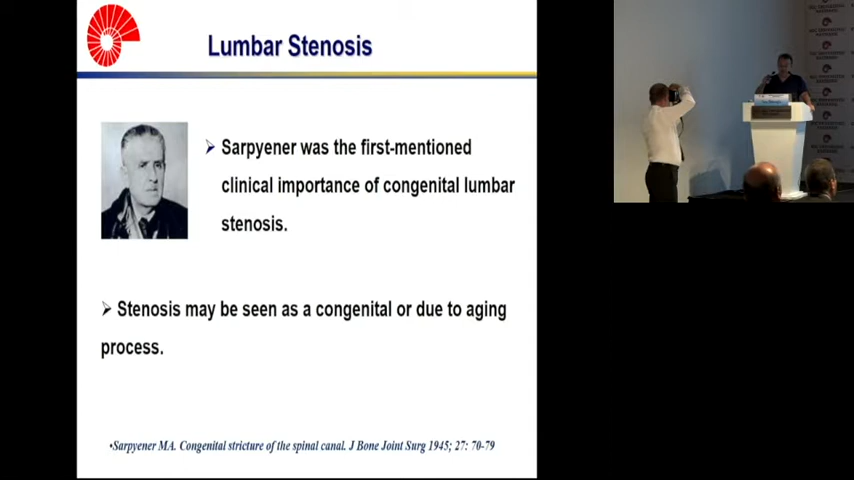 Lumbar Stenosis
➢ Sarpyener was the first-mentioned
clinical importance of congenital lumbar
stenosis.
➢ Stenosis may be seen as a congenital or due to aging
process.
•Sarpyener MA. Congenital stricture of the spinal canal. J Bone Joint Surg 1945; 27: 70-79